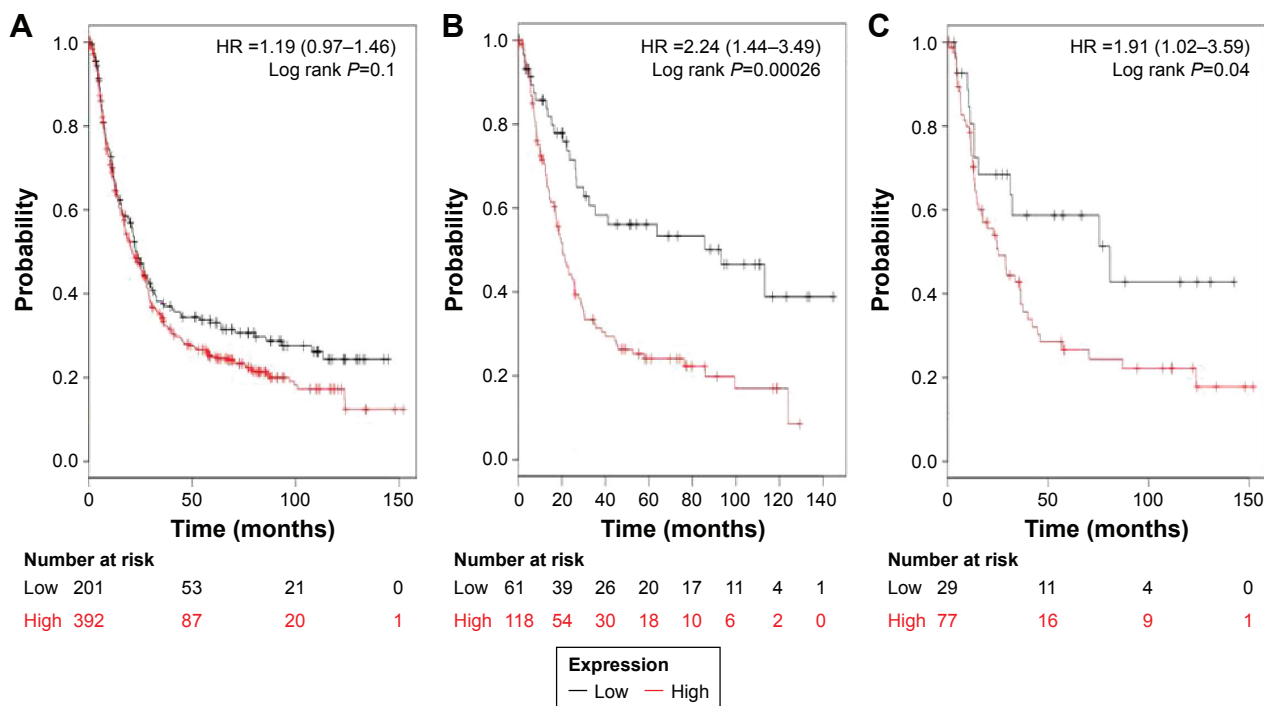 A
HR =1.19 (0.97–1.46)
Log rank P=0.1
1.0
0.8
0.6
0.4
0.2
0.0
Probability
0 50 100 150
Time (months)
Number at risk
Low 201 53 21 0
High 392 87 20 1
B
HR =2.24 (1.44–3.49)
Log rank P=0.00026
1.0
0.8
0.6
0.4
0.2
0.0
Probability
0 20 40 60 80 100 120 140
Time (months)
Number at risk
Low 61 39 26 20 17 11 4 1
High 118 54 30 18 10 6 2 0
C
HR =1.91 (1.02–3.59)
Log rank P=0.04
1.0
0.8
0.6
0.4
0.2
0.0
Probability
0 50 100 150
Time (months)
Number at risk
Low 29 11 4 0
High 77 16 9 1
Expression
Low High